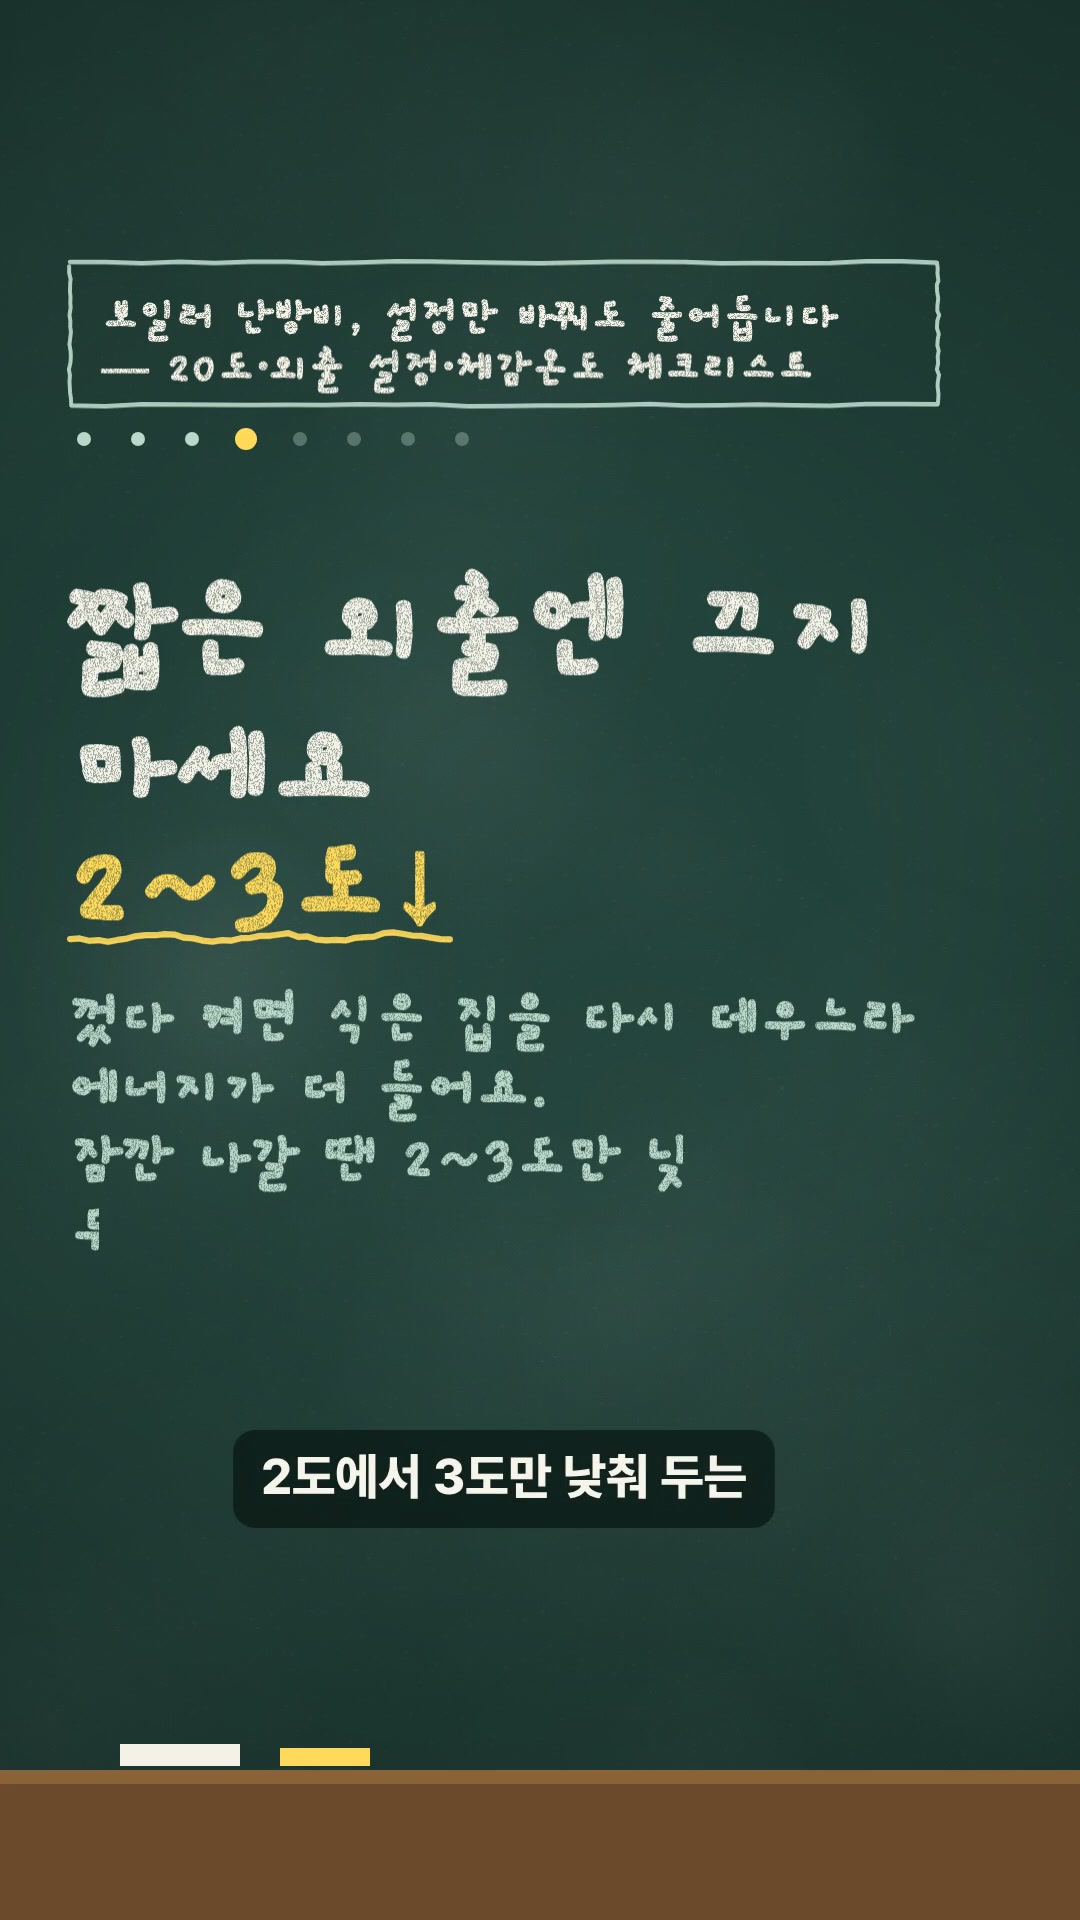 보일러 난방비, 설정만 바꿔도 줄어듭니다
— 20도·외출 설정·체감온도 체크리스트
짧은 외출엔 끄지
마세요
2~3도↓
껐다 켜면 식은 집을 다시 데우느라
에너지가 더 들어요.
잠깐 나갈 땐 2~3도만
2도에서 3도만 낮춰 두는